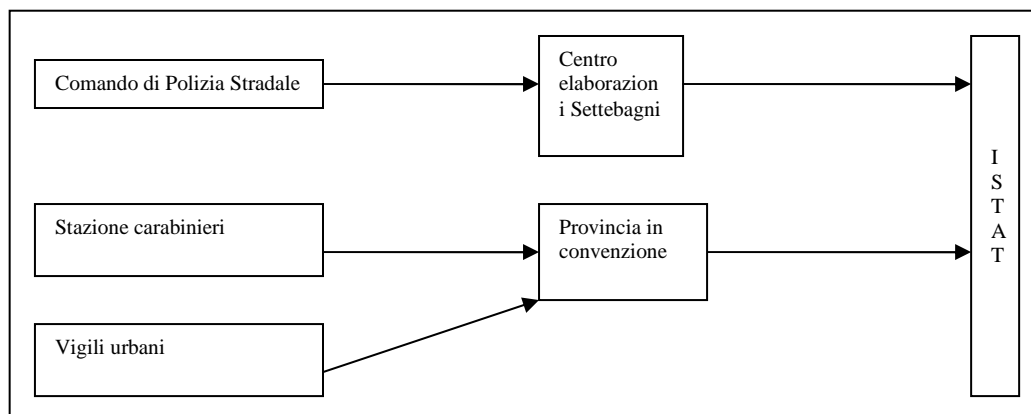 Comando di Polizia Stradale
Centro
elaborazion
i Settebagni
Stazione carabinieri
Provincia in
convenzione
Vigili urbani
I
S
T
A
T